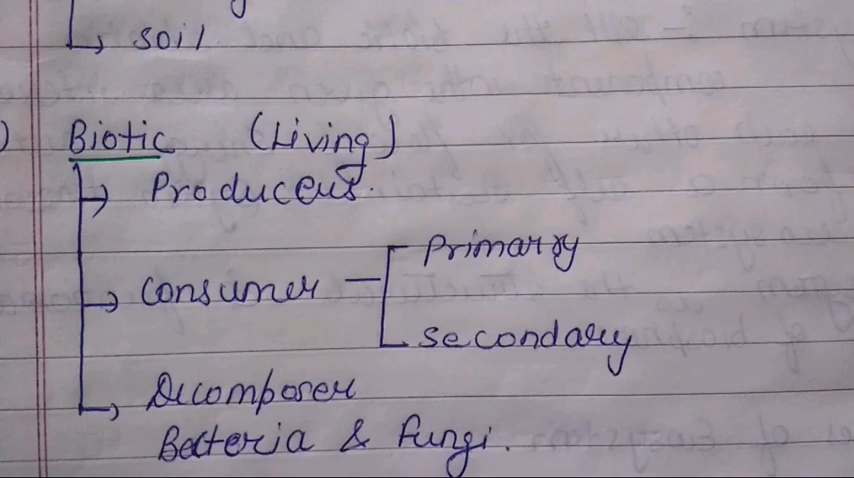 soil
Biotic (Living)
Producers.
Primary
Consumer
secondary
Decomposer
Bacteria & Fungi.